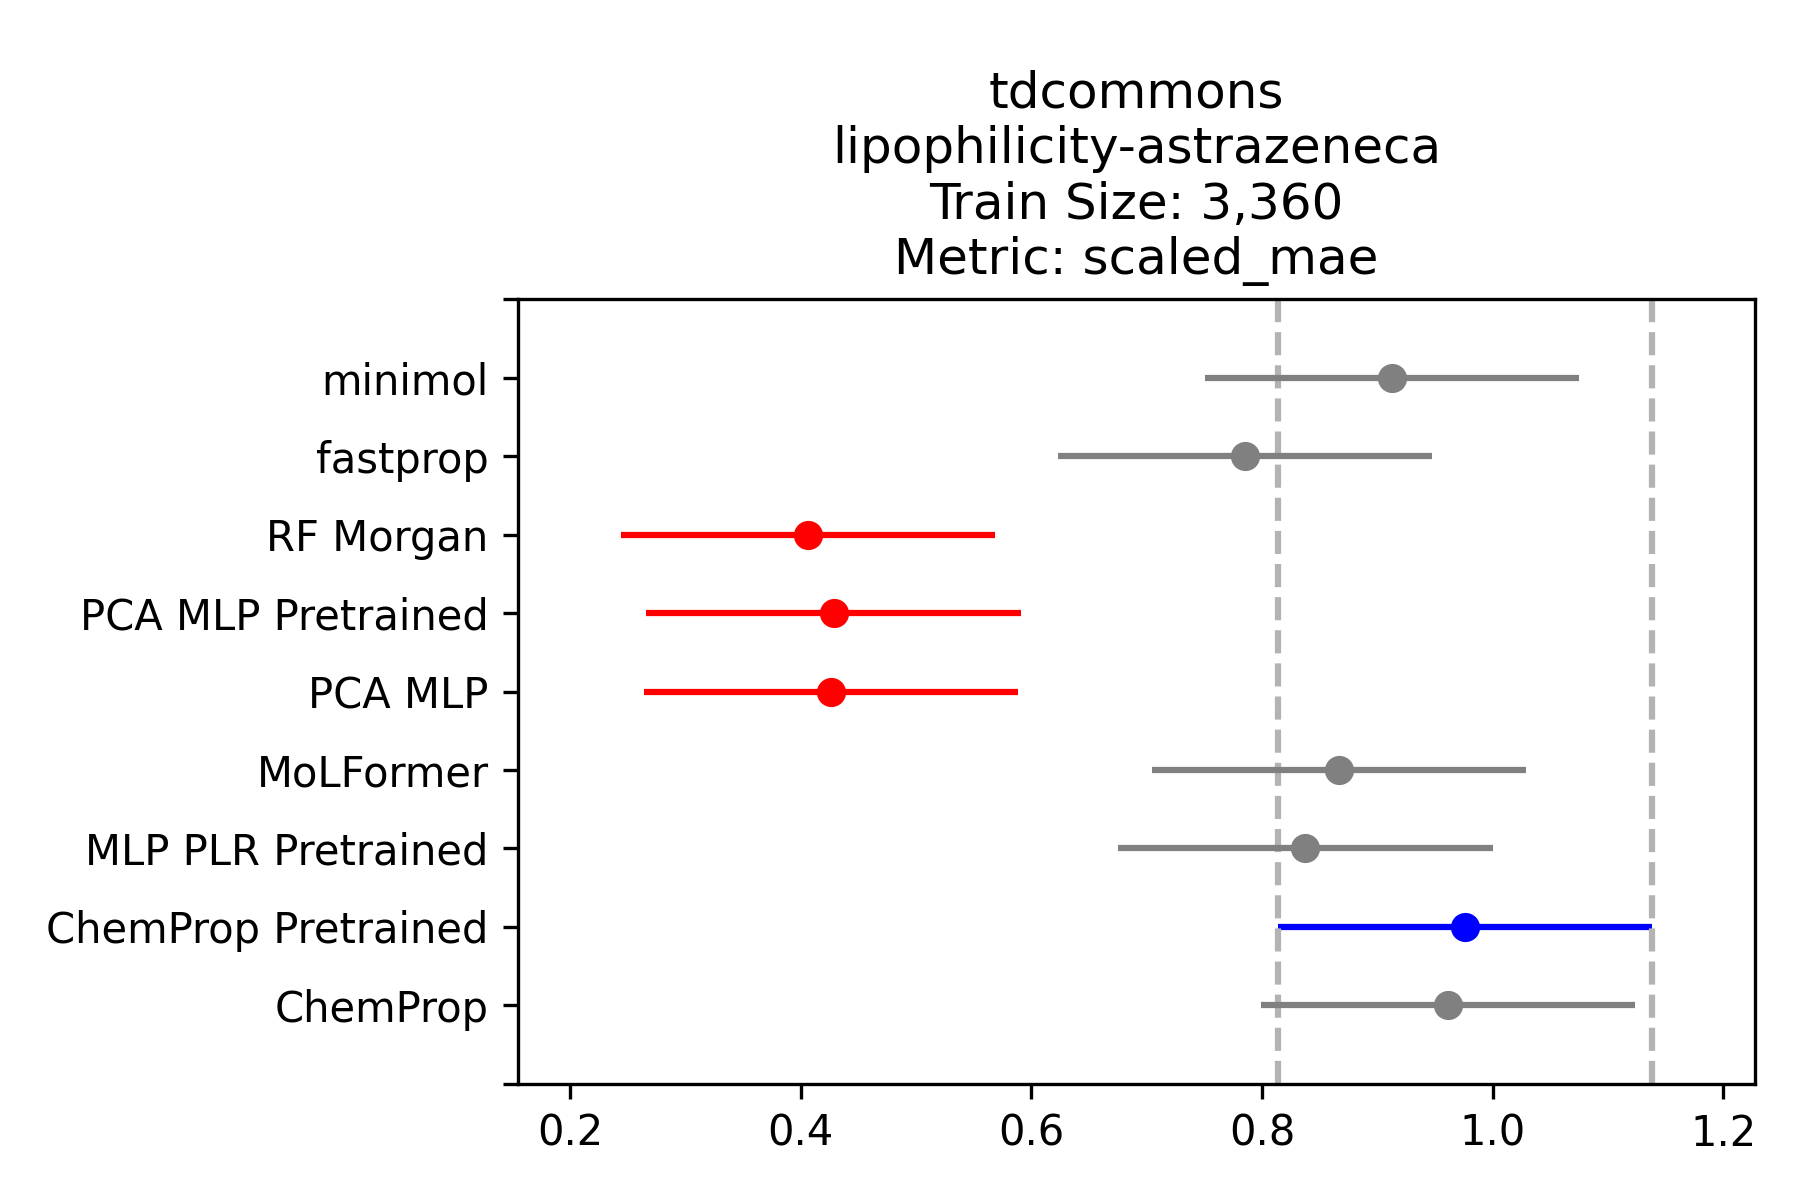 tdcommons
lipophilicity-astrazeneca
Train Size: 3,360
Metric: scaled_mae
minimol
fastprop
RF Morgan
PCA MLP Pretrained
PCA MLP
MoLFormer
MLP PLR Pretrained
ChemProp Pretrained
ChemProp
0.2 0.4 0.6 0.8 1.0 1.2